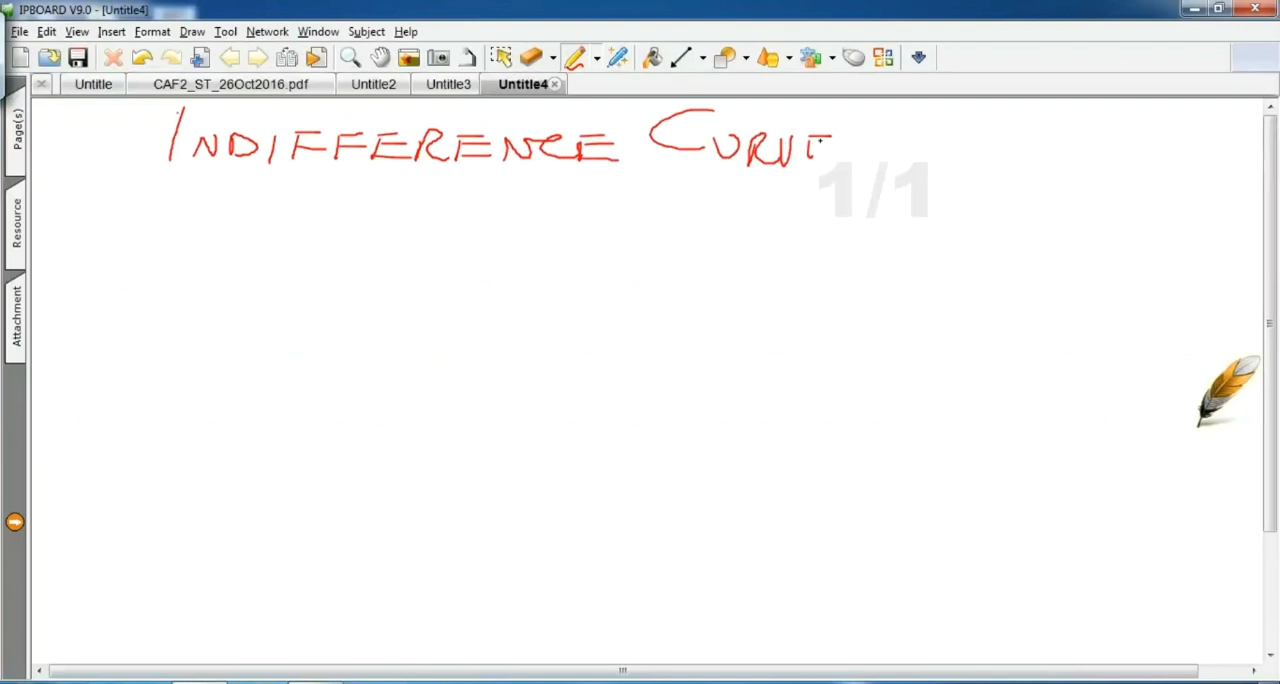 IPBOARD V9.0 - [Untitle4]
File Edit View Insert Format Draw Tool Network Window Subject Help
Untitle CAF2_ST_26Oct2016.pdf Untitle2 Untitle3 Untitle4
Page(s)
Resource
Attachment
INDIFFERENCE CURVE
1/1